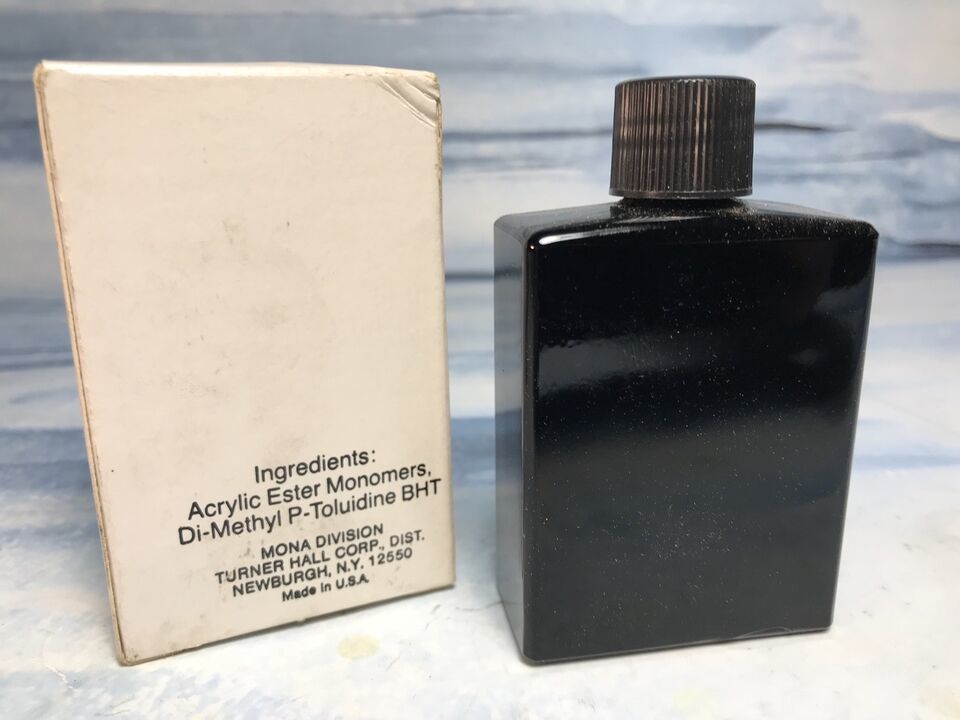 Ingredients:
Acrylic Ester Monomers,
Di-Methyl P-Toluidine BHT
MONA DIVISION
TURNER HALL CORP., DIST.
NEWBURGH, N.Y. 12550
Made in U.S.A.